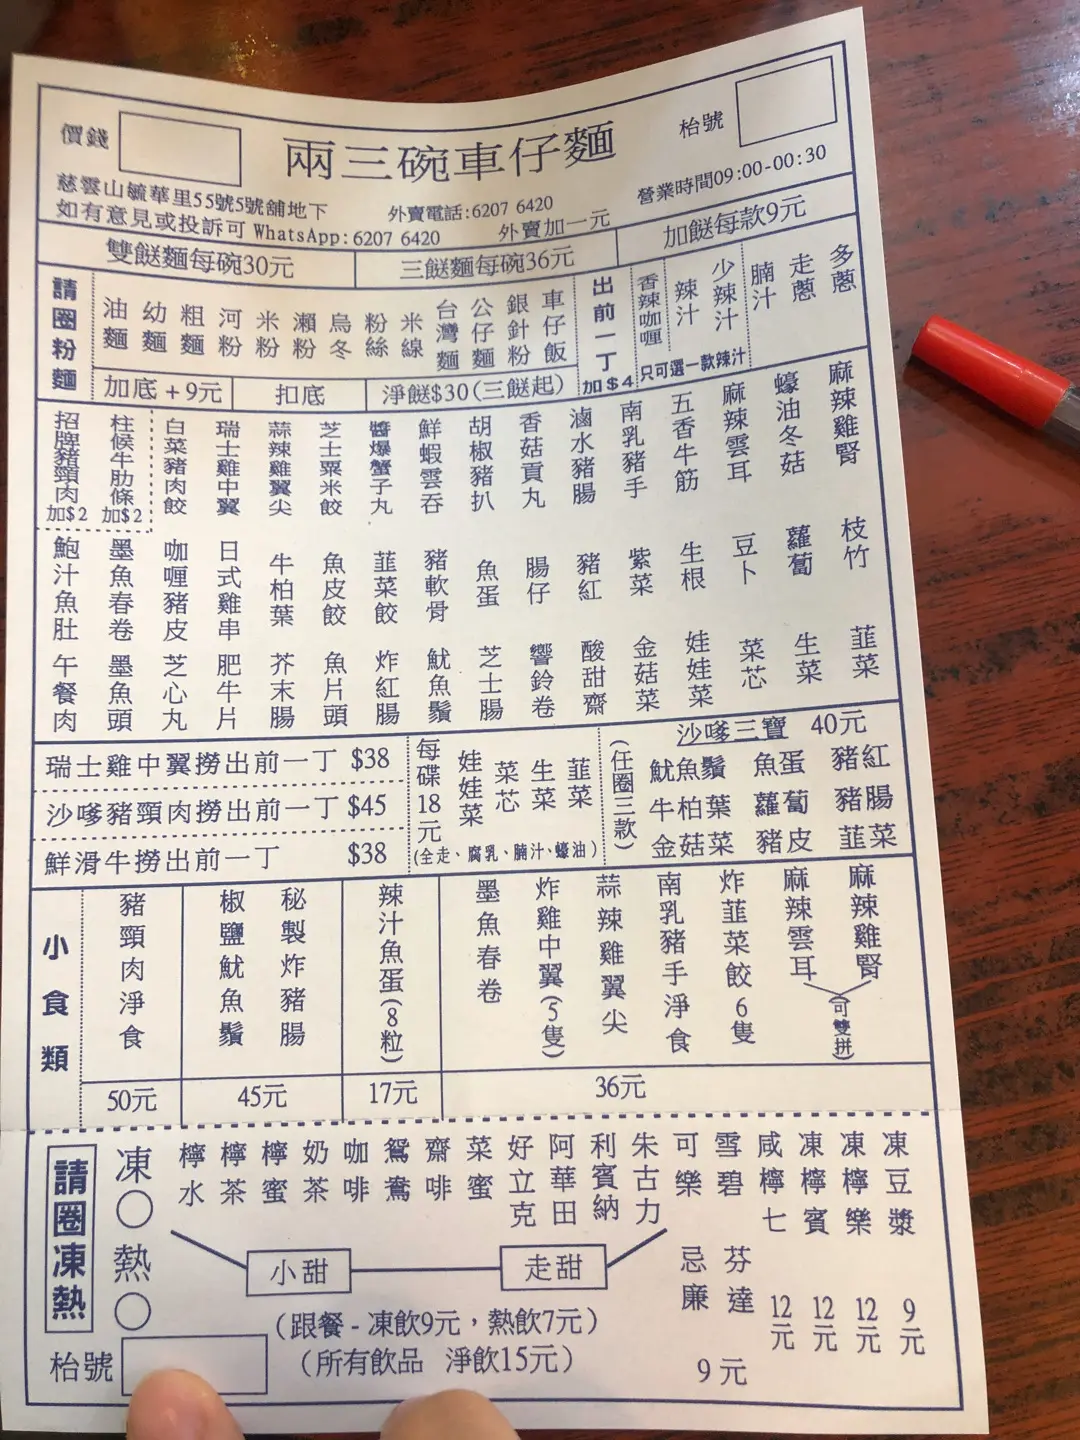 價錢
兩三碗車仔麵
枱號
慈雲山毓華里55號5號舖地下
外賣電話:6207 6420
營業時間09:00-00:30
如有意見或投訴可 WhatsApp:6207 6420
外賣加一元
雙餸麵每碗30元
三餸麵每碗36元
加餸每款9元
請圈粉麵
油麵
幼麵
粗麵
河粉
米粉
瀨粉
烏冬
粉絲
米線
台灣麵
公仔麵
銀針粉
車仔飯
出前一丁加$4
香辣咖喱
辣汁
少辣汁
只可選一款辣汁
腩汁
走蔥
多蔥
加底 +9元
扣底
淨餸$30(三餸起)
招牌豬頸肉加$2
柱候牛肋條加$2
白菜豬肉餃
瑞士雞中翼
蒜辣雞翼尖
芝士粟米餃
醬爆蟹子丸
鮮蝦雲吞
胡椒豬扒
香菇貢丸
滷水豬腸
南乳豬手
五香牛筋
麻辣雲耳
蠔油冬菇
麻辣雞腎
鮑汁魚肚
墨魚春卷
咖喱豬皮
日式雞串
牛柏葉
魚皮餃
韮菜餃
豬軟骨
魚蛋
腸仔
豬紅
紫菜
生根
豆卜
蘿蔔
枝竹
午餐肉
墨魚頭
芝心丸
肥牛片
芥末腸
魚片頭
炸紅腸
魷魚鬚
芝士腸
響鈴卷
酸甜齋
金菇菜
娃娃菜
菜芯
生菜
韮菜
瑞士雞中翼撈出前一丁 $38
沙嗲豬頸肉撈出前一丁 $45
鮮滑牛撈出前一丁 $38
每碟18元
娃娃菜
菜芯
生菜
韮菜
(全走、腐乳、腩汁、蠔油)
(任圈三款)
沙嗲三寶 40元
魷魚鬚 魚蛋 豬紅
牛柏葉 蘿蔔 豬腸
金菇菜 豬皮 韮菜
小食類
豬頸肉淨食
50元
椒鹽魷魚鬚
秘製炸豬腸
45元
辣汁魚蛋(8粒)
17元
墨魚春卷
炸雞中翼(5隻)
蒜辣雞翼尖
南乳豬手淨食
炸韮菜餃6隻
麻辣雲耳
麻辣雞腎
(可雙拼)
36元
請圈凍熱
凍○
熱○
檸水
檸茶
檸蜜
奶茶
咖啡
鴛鴦
齋啡
菜蜜
好立克
阿華田
利賓納
朱古力
可樂
雪碧
忌廉
芬達
9元
咸檸七
12元
凍檸賓
12元
凍檸樂
12元
凍豆漿
9元
小甜
走甜
(跟餐 - 凍飲9元，熱飲7元)
(所有飲品 淨飲15元)
枱號